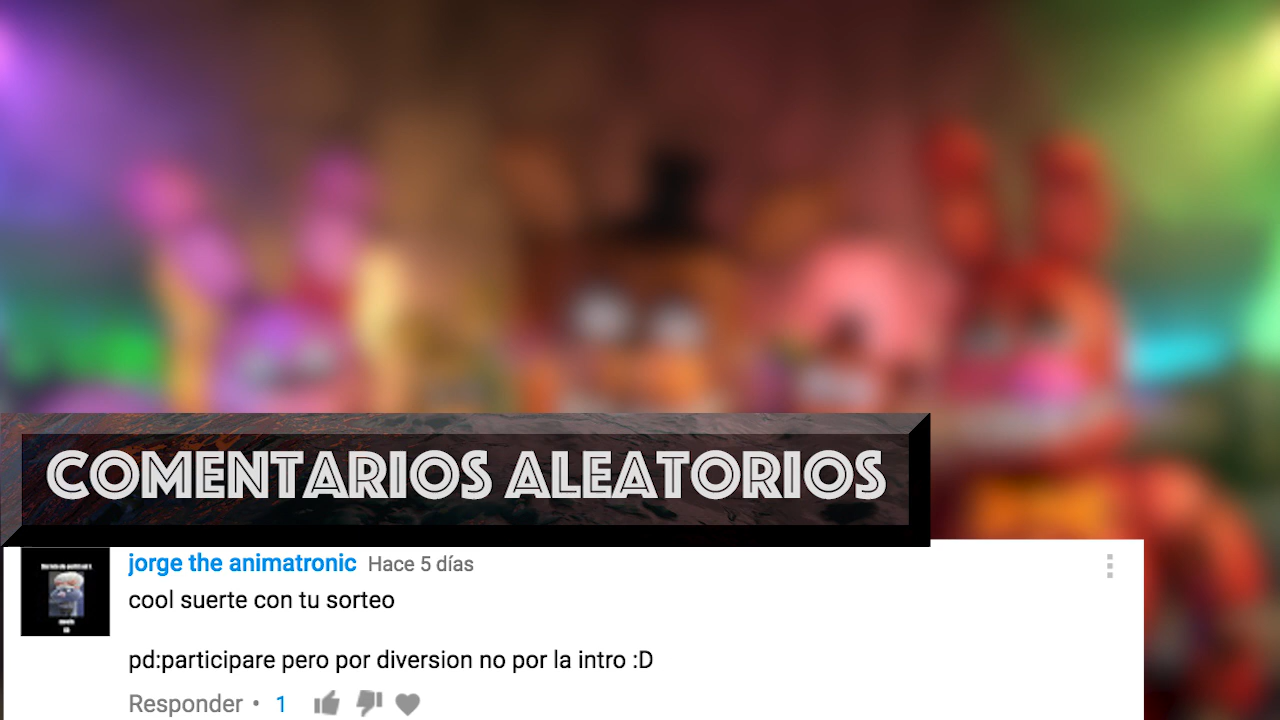 COMENTARIOS ALEATORIOS
jorge the animatronic Hace 5 días
cool suerte con tu sorteo
pd:participare pero por diversion no por la intro :D
Responder • 1